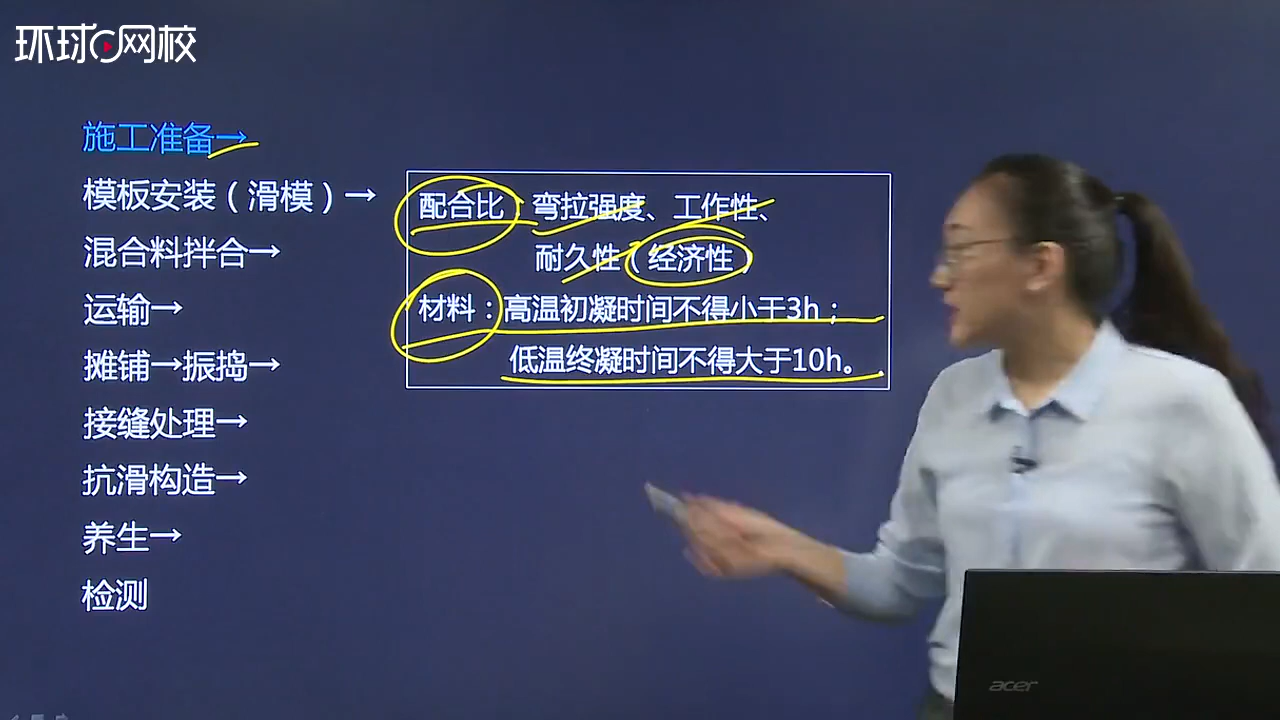 环球网校
施工准备→
模板安装（滑模）→
混合料拌合→
运输→
摊铺→振捣→
接缝处理→
抗滑构造→
养生→
检测
配合比：弯拉强度、工作性、
耐久性（经济性）
材料：高温初凝时间不得小于3h；
低温终凝时间不得大于10h。
acer